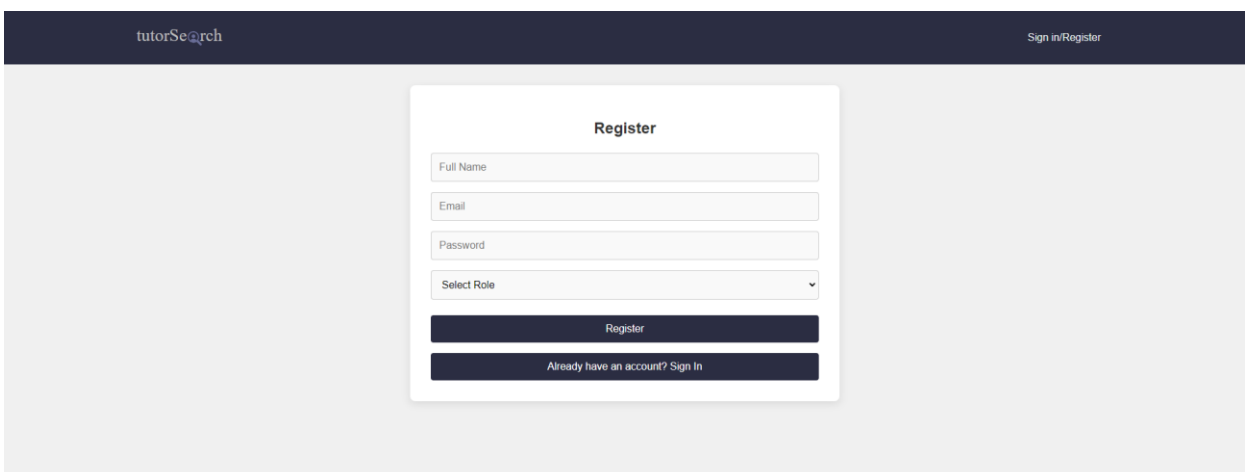 tutorSearch
Sign in/Register
Register
Full Name
Email
Password
Select Role
Register
Already have an account? Sign In